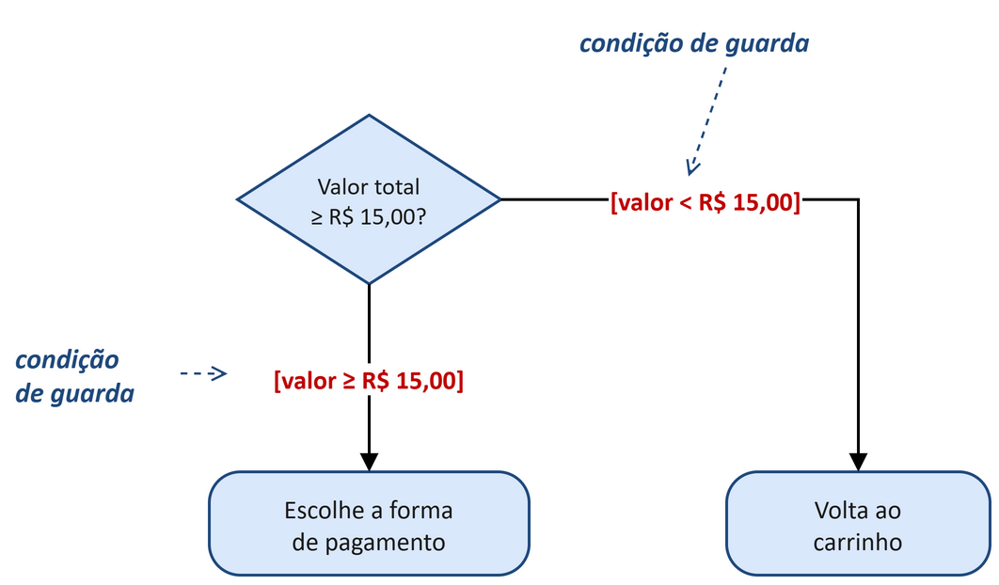 condição de guarda
Valor total
≥ R$ 15,00?
[valor < R$ 15,00]
condição
de guarda
[valor ≥ R$ 15,00]
Escolhe a forma
de pagamento
Volta ao
carrinho